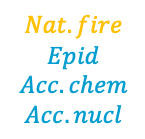 Nat. fire
Epid
Acc. chem
Acc. nucl